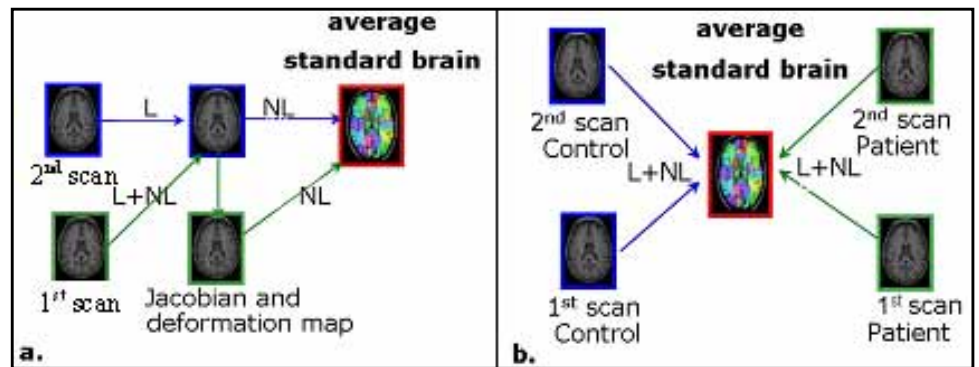 average
standard brain
L
NL
2nd scan
L+NL
NL
1st scan
Jacobian and
deformation map
a.
average
standard brain
2nd scan
Control
2nd scan
Patient
L+NL
L+NL
1st scan
Control
1st scan
Patient
b.